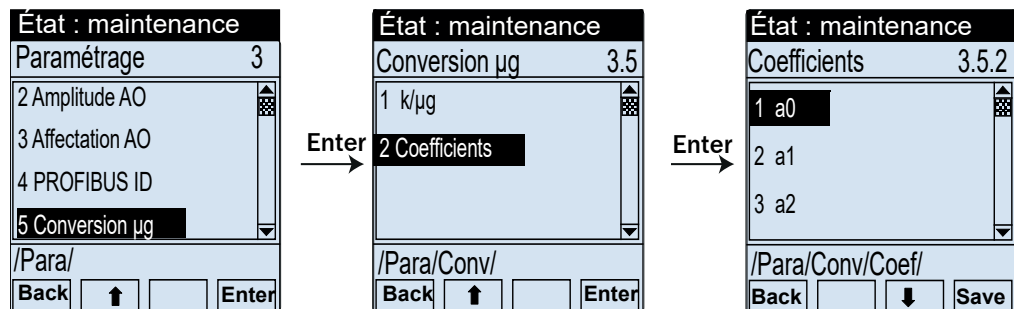 État : maintenance
Paramétrage 3
2 Amplitude AO
3 Affectation AO
4 PROFIBUS ID
5 Conversion µg
/Para/
Back Enter
Enter
État : maintenance
Conversion µg 3.5
1 k/µg
2 Coefficients
/Para/Conv/
Back Enter
Enter
État : maintenance
Coefficients 3.5.2
1 a0
2 a1
3 a2
/Para/Conv/Coef/
Back Save